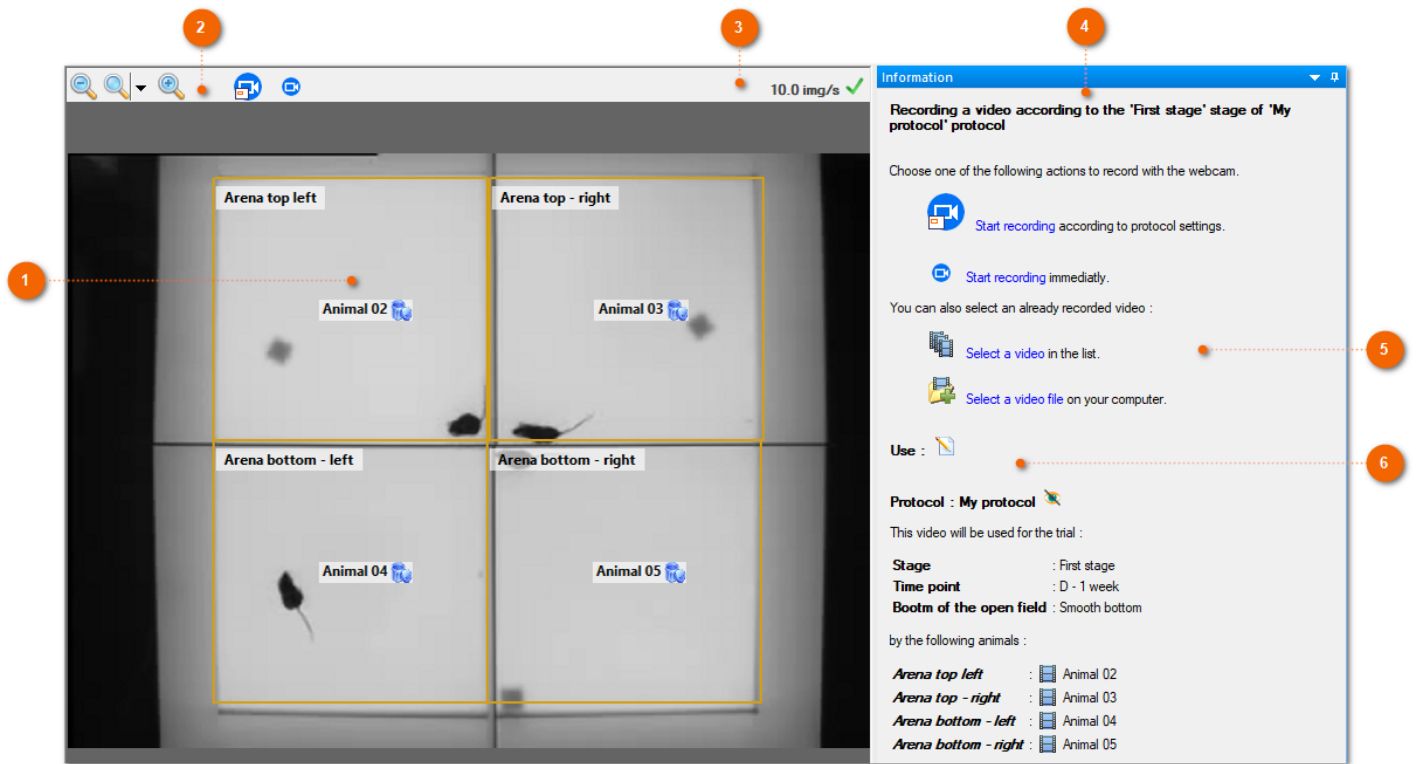 2
3
4
10.0 img/s
Information
Recording a video according to the 'First stage' stage of 'My
protocol' protocol
Choose one of the following actions to record with the webcam.
Start recording according to protocol settings.
Start recording immediatly.
You can also select an already recorded video :
Select a video in the list.
Select a video file on your computer.
Use :
Protocol : My protocol
This video will be used for the trial :
Stage : First stage
Time point : D - 1 week
Bootm of the open field : Smooth bottom
by the following animals :
Arena top left : Animal 02
Arena top - right : Animal 03
Arena bottom - left : Animal 04
Arena bottom - right : Animal 05
Arena top left
Arena top - right
1
Animal 02
Animal 03
5
Arena bottom - left
Arena bottom - right
6
Animal 04
Animal 05